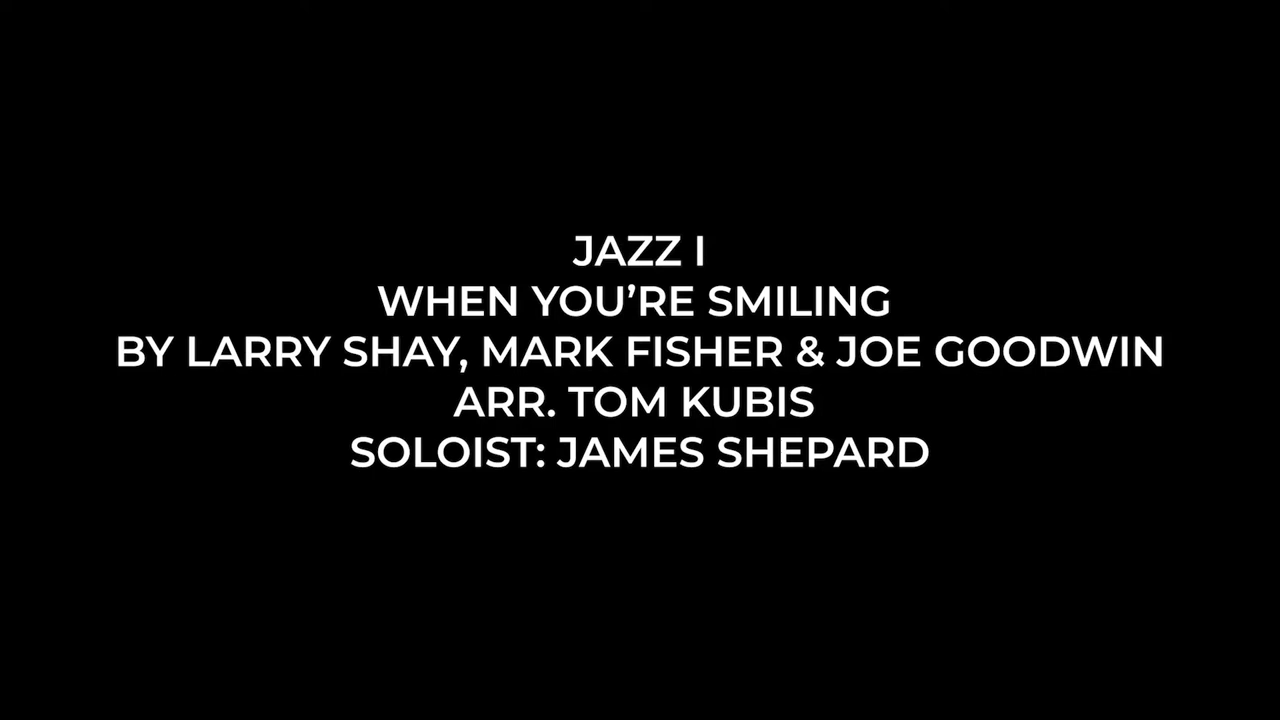 JAZZ I
WHEN YOU’RE SMILING
BY LARRY SHAY, MARK FISHER & JOE GOODWIN
ARR. TOM KUBIS
SOLOIST: JAMES SHEPARD